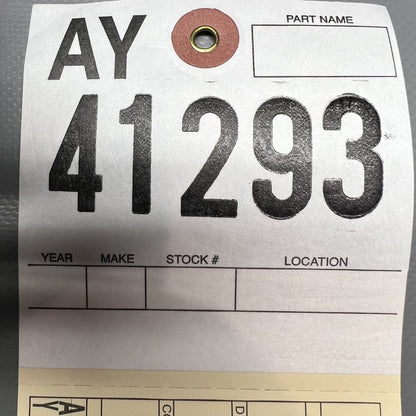 AY
PART NAME
41293
YEAR MAKE STOCK # LOCATION